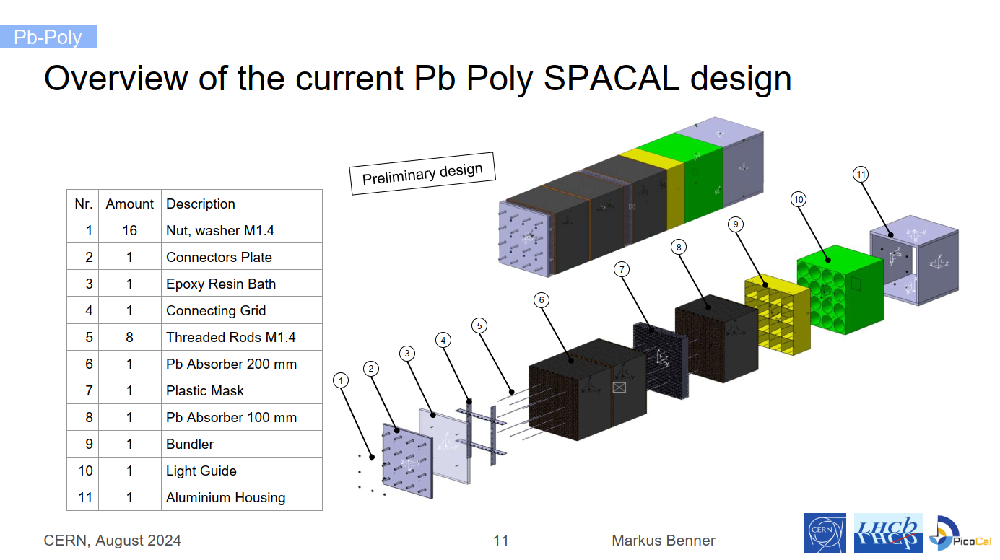 Pb-Poly
Overview of the current Pb Poly SPACAL design
Preliminary design
Nr. Amount Description
1 16 Nut, washer M1.4
2 1 Connectors Plate
3 1 Epoxy Resin Bath
4 1 Connecting Grid
5 8 Threaded Rods M1.4
6 1 Pb Absorber 200 mm
7 1 Plastic Mask
8 1 Pb Absorber 100 mm
9 1 Bundler
10 1 Light Guide
11 1 Aluminium Housing
1
2
3
4
5
6
7
8
9
10
11
CERN, August 2024
11
Markus Benner
CERN
LHCb
PicoCal